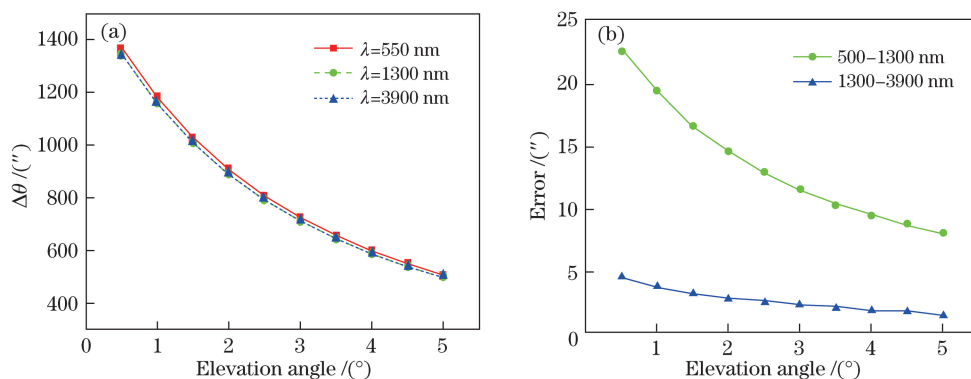 (a)
λ=550 nm
λ=1300 nm
λ=3900 nm
1400
1200
1000
800
600
400
Δθ /(″)
0 1 2 3 4 5
Elevation angle /(°)
(b)
500−1300 nm
1300−3900 nm
25
20
15
10
5
0
Error /(″)
1 2 3 4 5
Elevation angle /(°)